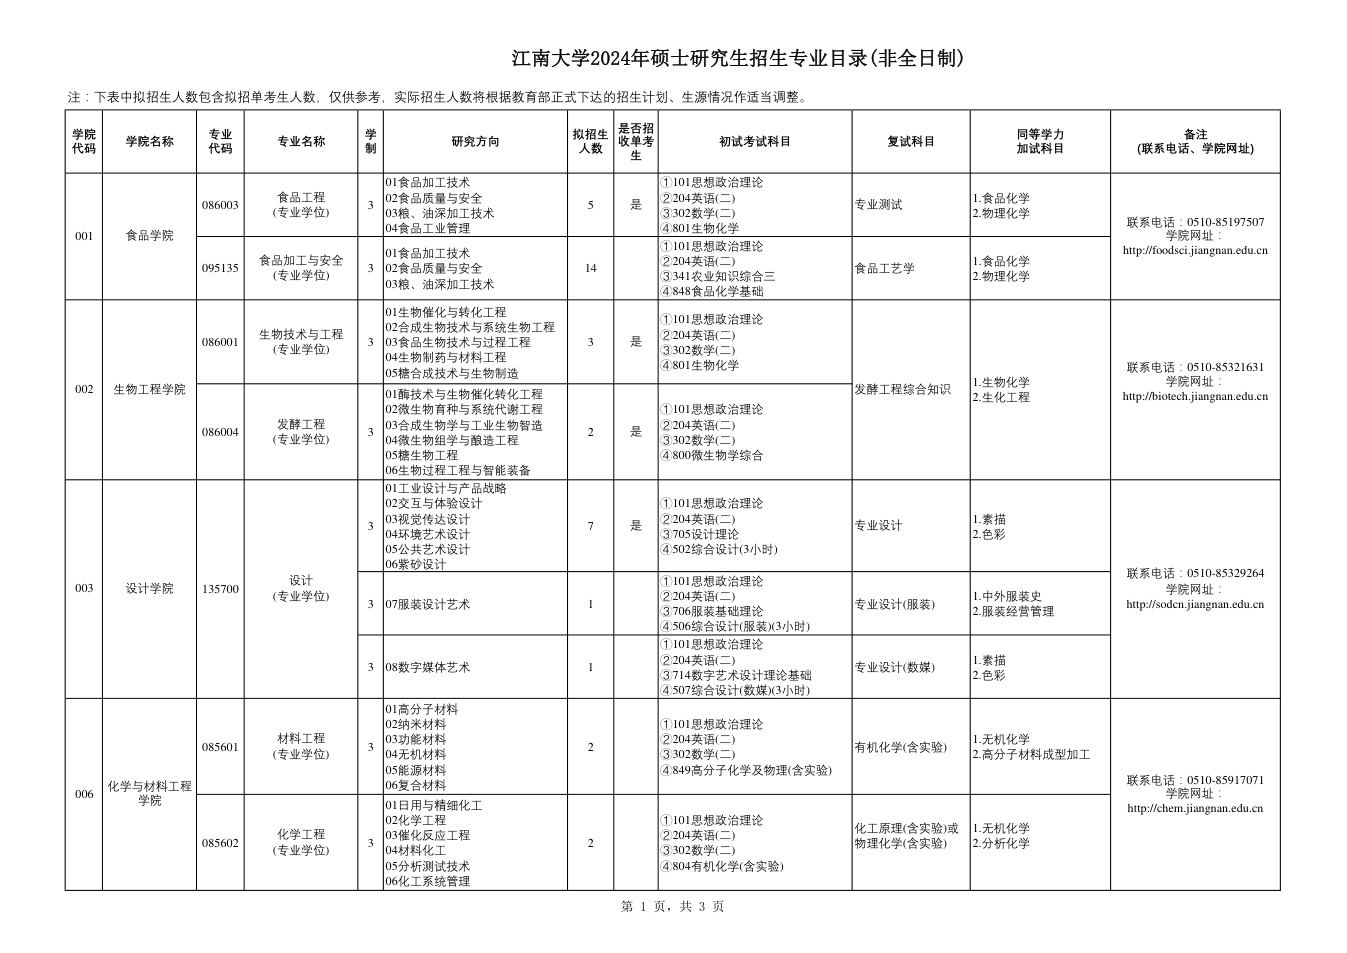 江南大学2024年硕士研究生招生专业目录(非全日制)
注：下表中拟招生人数包含拟招单考生人数，仅供参考，实际招生人数将根据教育部正式下达的招生计划、生源情况作适当调整。
学院
代码
学院名称
专业
代码
专业名称
学
制
研究方向
拟招生
人数
是否招
收单考
生
初试考试科目
复试科目
同等学力
加试科目
备注
(联系电话、学院网址)
001
食品学院
086003
食品工程
(专业学位)
3
01食品加工技术
02食品质量与安全
03粮、油深加工技术
04食品工业管理
5
是
①101思想政治理论
②204英语(二)
③302数学(二)
④801生物化学
专业测试
1.食品化学
2.物理化学
联系电话：0510-85197507
学院网址：
http://foodsci.jiangnan.edu.cn
095135
食品加工与安全
(专业学位)
3
01食品加工技术
02食品质量与安全
03粮、油深加工技术
14
①101思想政治理论
②204英语(二)
③341农业知识综合三
④848食品化学基础
食品工艺学
1.食品化学
2.物理化学
002
生物工程学院
086001
生物技术与工程
(专业学位)
3
01生物催化与转化工程
02合成生物技术与系统生物工程
03食品生物技术与过程工程
04生物制药与材料工程
05糖合成技术与生物制造
3
是
①101思想政治理论
②204英语(二)
③302数学(二)
④801生物化学
发酵工程综合知识
1.生物化学
2.生化工程
联系电话：0510-85321631
学院网址：
http://biotech.jiangnan.edu.cn
086004
发酵工程
(专业学位)
3
01酶技术与生物催化转化工程
02微生物育种与系统代谢工程
03合成生物学与工业生物智造
04微生物组学与酿造工程
05糖生物工程
06生物过程工程与智能装备
2
是
①101思想政治理论
②204英语(二)
③302数学(二)
④800微生物学综合
003
设计学院
135700
设计
(专业学位)
3
01工业设计与产品战略
02交互与体验设计
03视觉传达设计
04环境艺术设计
05公共艺术设计
06紫砂设计
7
是
①101思想政治理论
②204英语(二)
③705设计理论
④502综合设计(3小时)
专业设计
1.素描
2.色彩
联系电话：0510-85329264
学院网址：
http://sodcn.jiangnan.edu.cn
3
07服装设计艺术
1
①101思想政治理论
②204英语(二)
③706服装基础理论
④506综合设计(服装)(3小时)
专业设计(服装)
1.中外服装史
2.服装经营管理
3
08数字媒体艺术
1
①101思想政治理论
②204英语(二)
③714数字艺术设计理论基础
④507综合设计(数媒)(3小时)
专业设计(数媒)
1.素描
2.色彩
006
化学与材料工程
学院
085601
材料工程
(专业学位)
3
01高分子材料
02纳米材料
03功能材料
04无机材料
05能源材料
06复合材料
2
①101思想政治理论
②204英语(二)
③302数学(二)
④849高分子化学及物理(含实验)
有机化学(含实验)
1.无机化学
2.高分子材料成型加工
联系电话：0510-85917071
学院网址：
http://chem.jiangnan.edu.cn
085602
化学工程
(专业学位)
3
01日用与精细化工
02化学工程
03催化反应工程
04材料化工
05分析测试技术
06化工系统管理
2
①101思想政治理论
②204英语(二)
③302数学(二)
④804有机化学(含实验)
化工原理(含实验)或
物理化学(含实验)
1.无机化学
2.分析化学
第 1 页，共 3 页